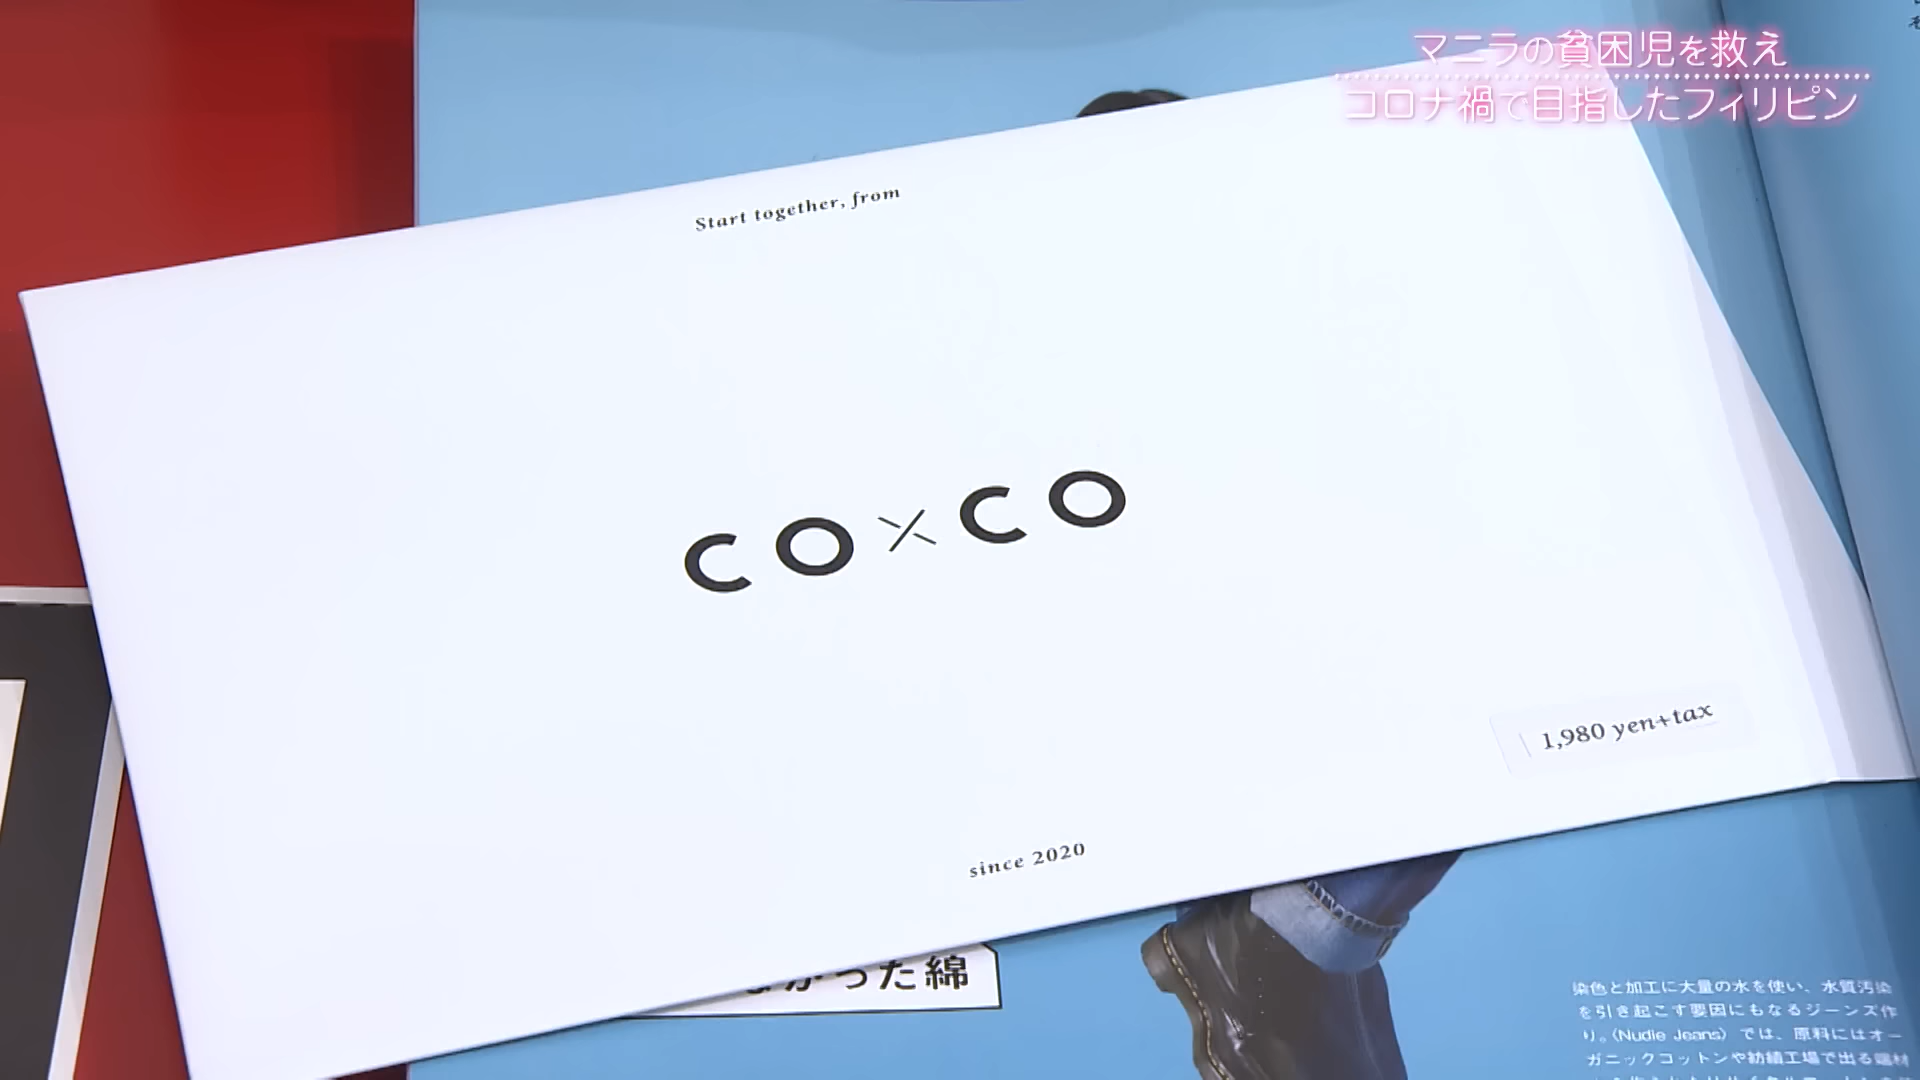 マニラの貧困児を救え
コロナ禍で目指したフィリピン
Start together, from
CO×CO
1,980 yen+tax
since 2020
った綿
染色と加工に大量の水を使い、水質汚染
を引き起こす要因にもなるジーンズ作
り。〈Nudie Jeans〉では、原料にはオー
ガニックコットンや紡績工場で出る端材